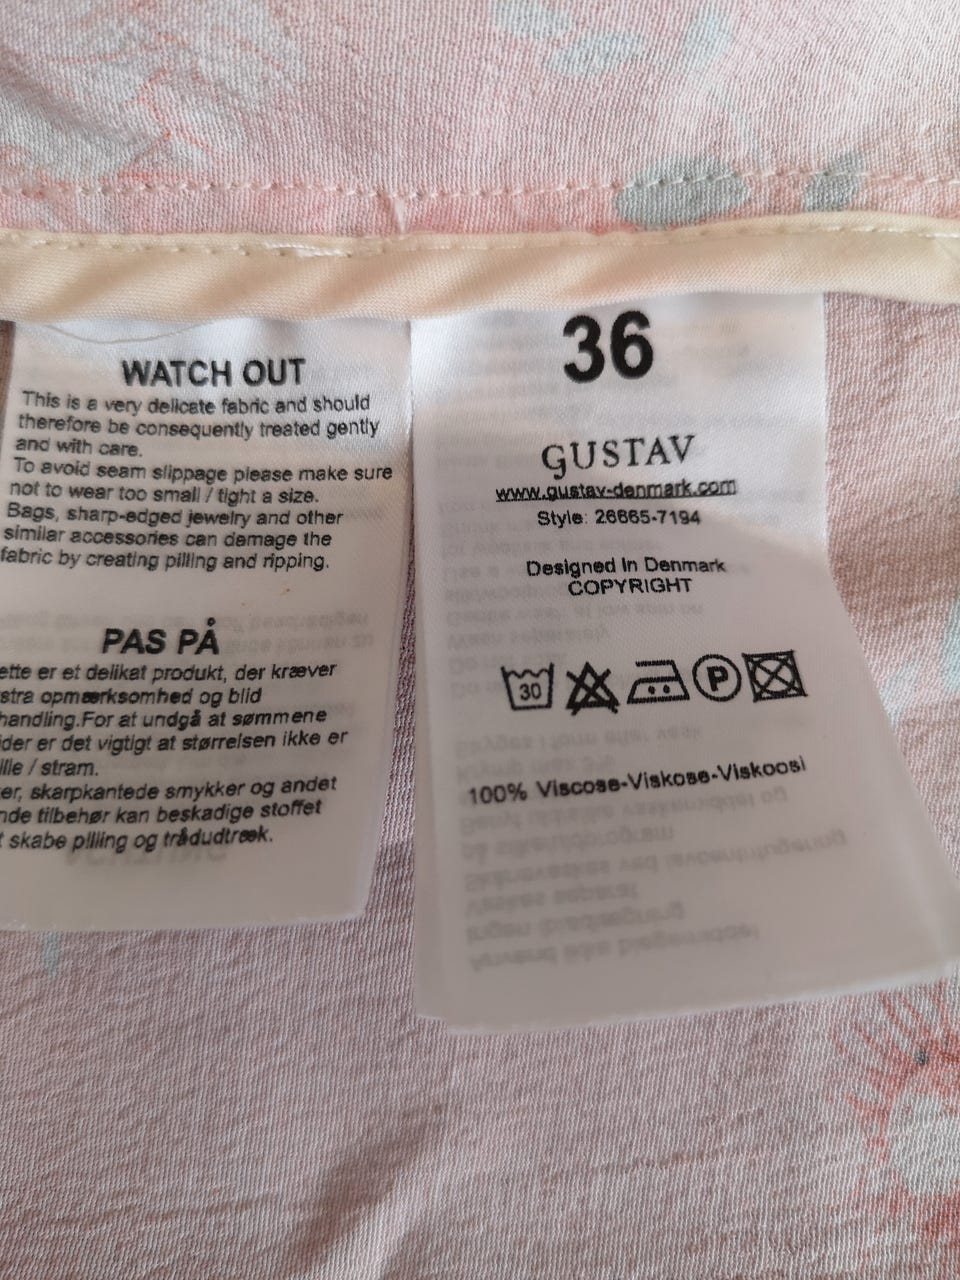 WATCH OUT
This is a very delicate fabric and should
therefore be consequently treated gently
and with care.
To avoid seam slippage please make sure
not to wear too small / tight a size.
Bags, sharp-edged jewelry and other
similar accessories can damage the
fabric by creating pilling and ripping.
PAS PÅ
ette er et delikat produkt, der kræver
stra opmærksomhed og blid
handling.For at undgå at sømmene
ider er det vigtigt at størrelsen ikke er
ille / stram.
er, skarpkantede smykker og andet
nde tilbehør kan beskadige stoffet
t skabe pilling og trådudtræk.
36
GUSTAV
www.gustav-denmark.com
Style: 26665-7194
Designed In Denmark
COPYRIGHT
30 P
100% Viscose-Viskose-Viskoosi